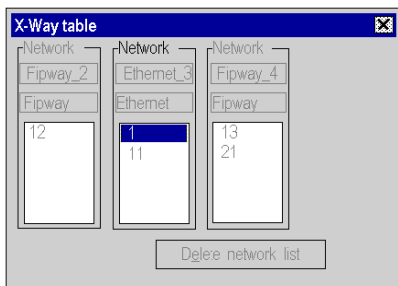 X-Way table
Network Network Network
Fipway_2 Ethernet_3 Fipway_4
Fipway Ethernet Fipway
12 1 13
11 21
Delete network list